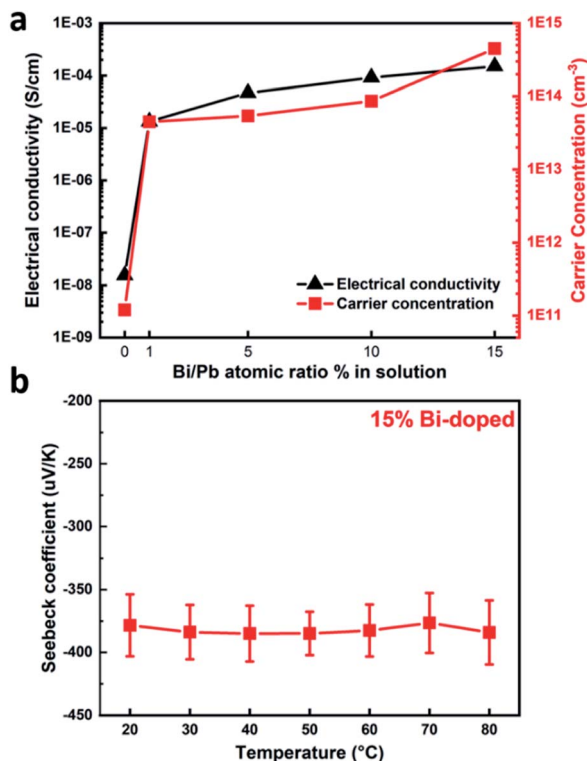 a
1E-03
1E-04
1E-05
1E-06
1E-07
1E-08
1E-09
Electrical conductivity (S/cm)
1E15
1E14
1E13
1E12
1E11
Carrier Concentration (cm⁻³)
Electrical conductivity
Carrier concentration
0 1 5 10 15
Bi/Pb atomic ratio % in solution
b
15% Bi-doped
-200
-250
-300
-350
-400
-450
Seebeck coefficient (uV/K)
20 30 40 50 60 70 80
Temperature (°C)